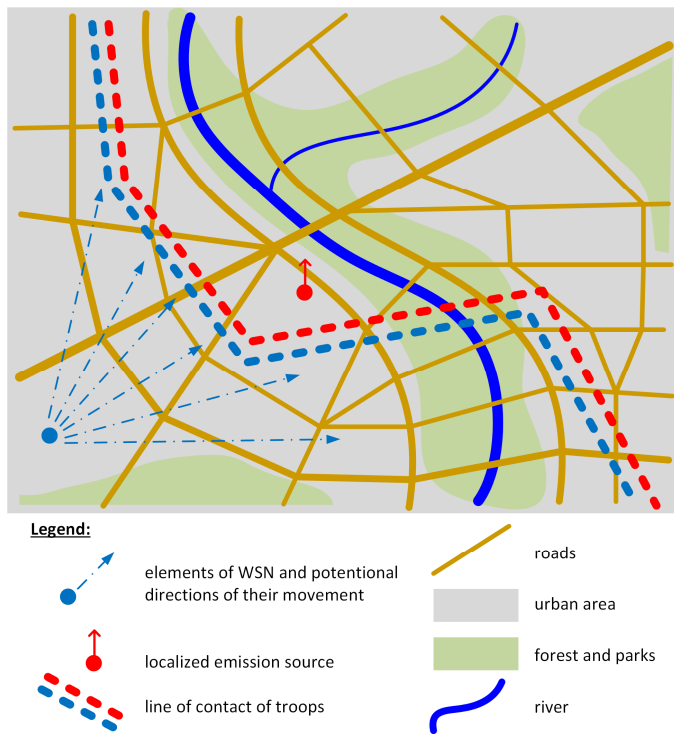 Legend:
elements of WSN and potentional
directions of their movement
localized emission source
line of contact of troops
roads
urban area
forest and parks
river